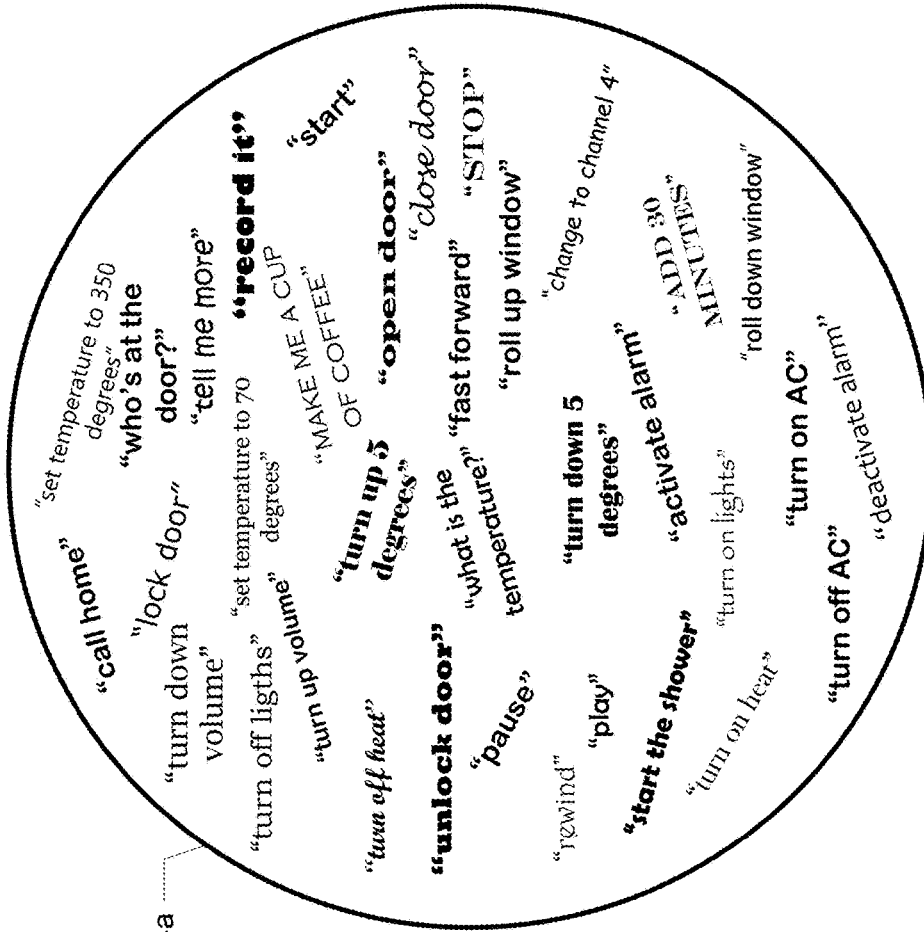 "call home"
"set temperature to 350
degrees"
"lock door"
"who's at the
door?"
a
"turn down
volume"
"tell me more"
"turn off ligths"
"set temperature to 70
degrees"
"record it"
"turn up volume"
"MAKE ME A CUP
OF COFFEE"
"start"
"turn off heat"
"turn up 5
degrees"
"open door"
"close door"
"unlock door"
"what is the
temperature?"
"fast forward"
"STOP"
"pause"
"roll up window"
"rewind"
"play"
"turn down 5
degrees"
"change to channel 4"
"start the shower"
"activate alarm"
"ADD 30
MINUTES"
"turn on heat"
"turn on lights"
"roll down window"
"turn off AC"
"turn on AC"
"deactivate alarm"